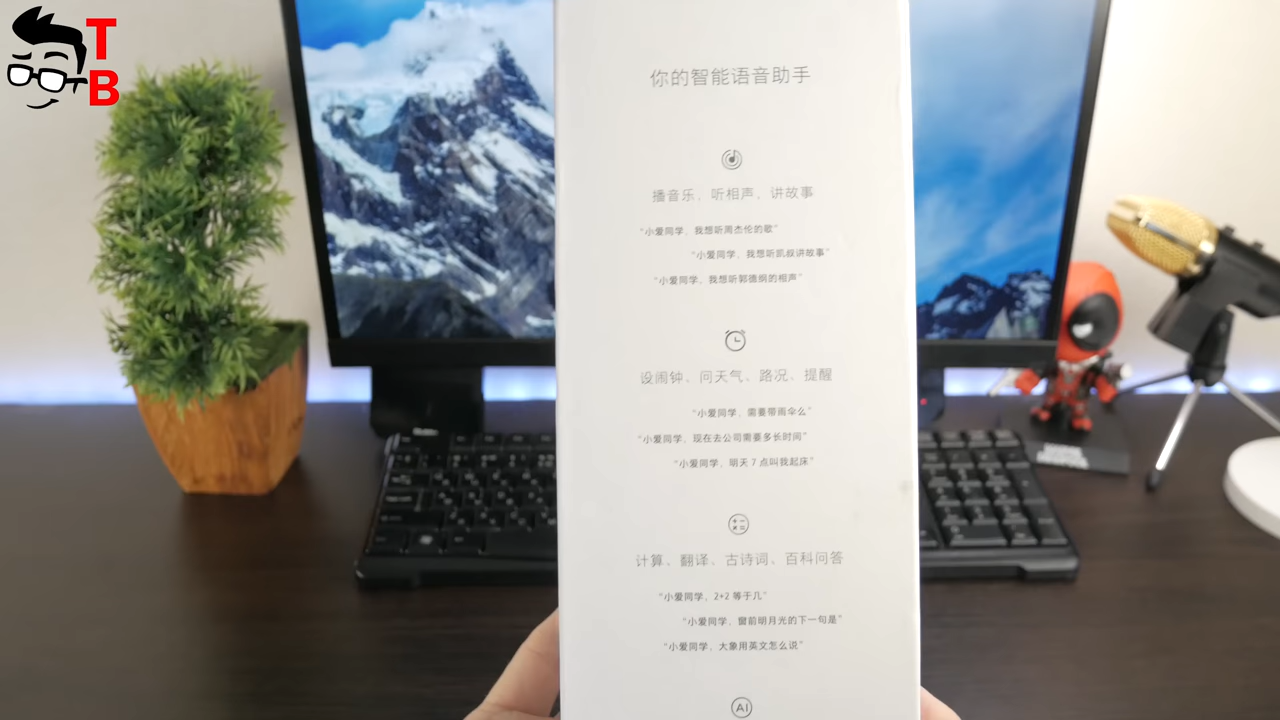 T
B
你的智能语音助手
播音乐、听相声、讲故事
“小爱同学，我想听周杰伦的歌”
“小爱同学，我想听凯叔讲故事”
“小爱同学，我想听郭德纲的相声”
设闹钟、问天气、路况、提醒
“小爱同学，需要带雨伞么”
“小爱同学，现在去公司需要多长时间”
“小爱同学，明天 7 点叫我起床”
计算、翻译、古诗词、百科问答
“小爱同学，2+2 等于几”
“小爱同学，窗前明月光的下一句是”
“小爱同学，大象用英文怎么说”
AI